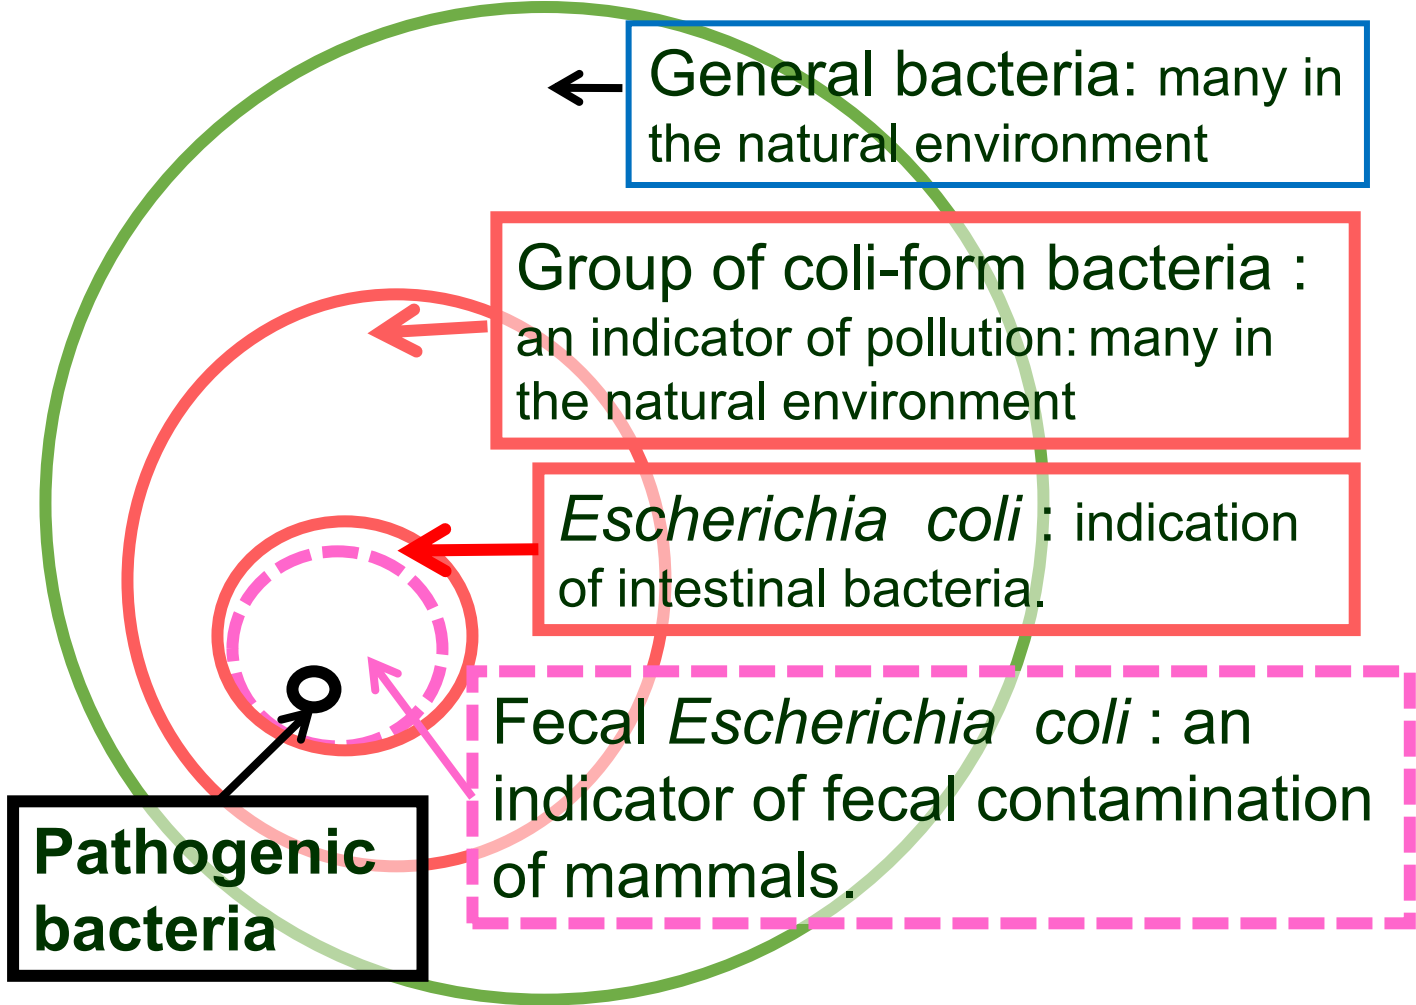 General bacteria: many in
the natural environment
Group of coli-form bacteria :
an indicator of pollution: many in
the natural environment
Escherichia coli : indication
of intestinal bacteria.
Fecal Escherichia coli : an
indicator of fecal contamination
of mammals.
Pathogenic
bacteria